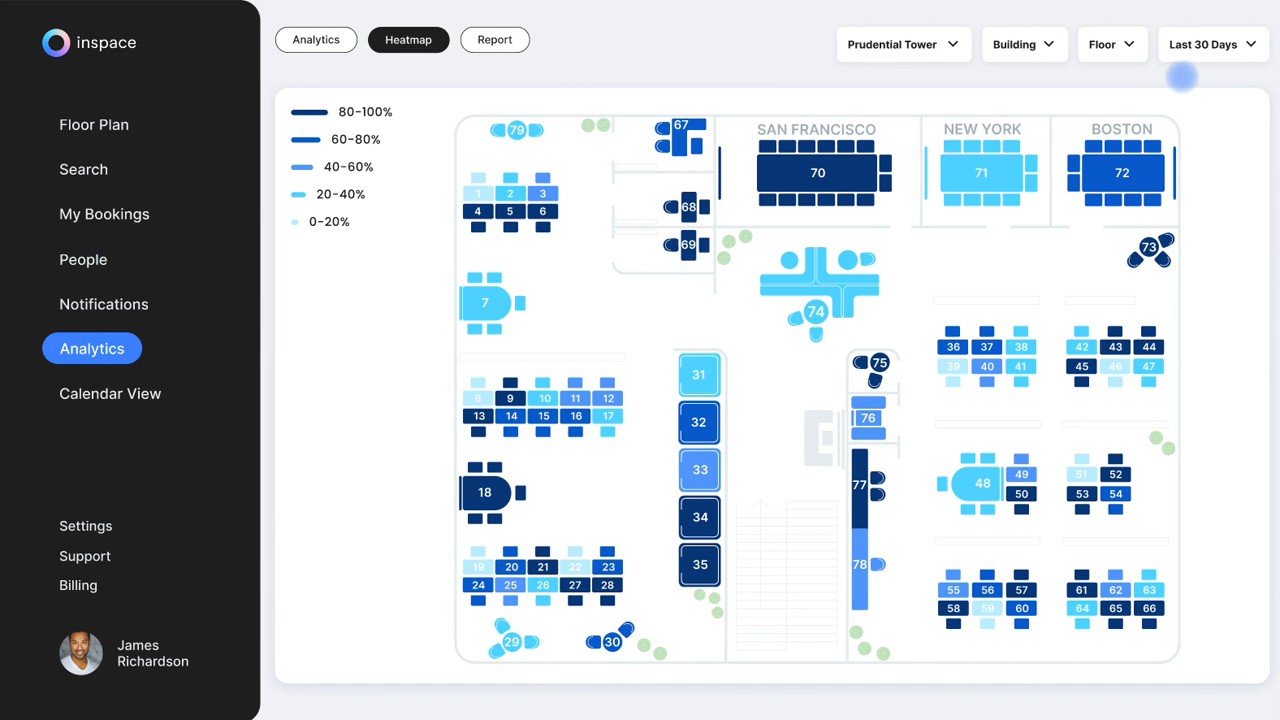 inspace
Analytics
Heatmap
Report
Prudential Tower
Building
Floor
Last 30 Days
Floor Plan
Search
My Bookings
People
Notifications
Analytics
Calendar View
Settings
Support
Billing
James
Richardson
80-100%
60-80%
40-60%
20-40%
0-20%
79
67
SAN FRANCISCO
NEW YORK
BOSTON
70
71
72
1 2 3
4 5 6
68
69
73
7
74
36 37 38
39 40 41
42 43 44
45 46 47
31
75
8 9 10 11 12
13 14 15 16 17
32
76
33
48
49
50
51 52
53 54
18
77
34
35
78
19 20 21 22 23
24 25 26 27 28
55 56 57
58 59 60
61 62 63
64 65 66
29
30